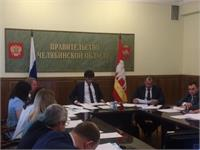 ПРАВИТЕЛЬСТВО
ЧЕЛЯБИНСКОЙ ОБЛАСТИ